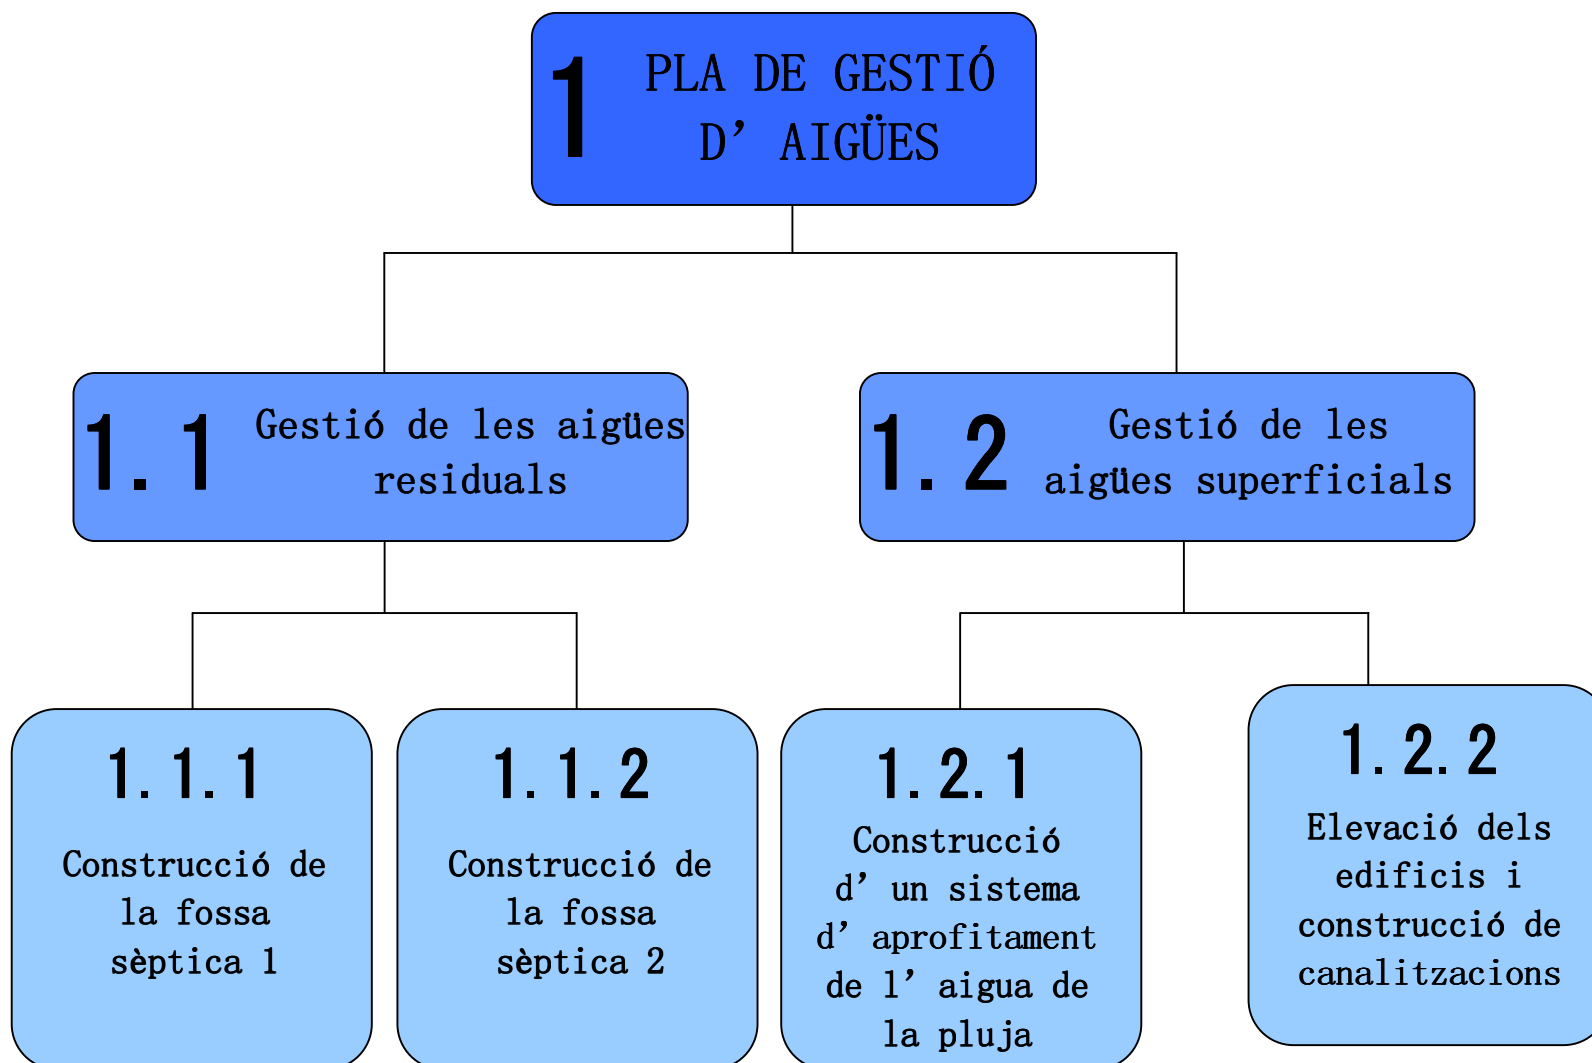 1
PLA DE GESTIÓ
D’ AIGÜES
1.1
Gestió de les aigües
residuals
1.2
Gestió de les
aigües superficials
1.1.1
Construcció de
la fossa
sèptica 1
1.1.2
Construcció de
la fossa
sèptica 2
1.2.1
Construcció
d’ un sistema
d’ aprofitament
de l’ aigua de
la pluja
1.2.2
Elevació dels
edificis i
construcció de
canalitzacions